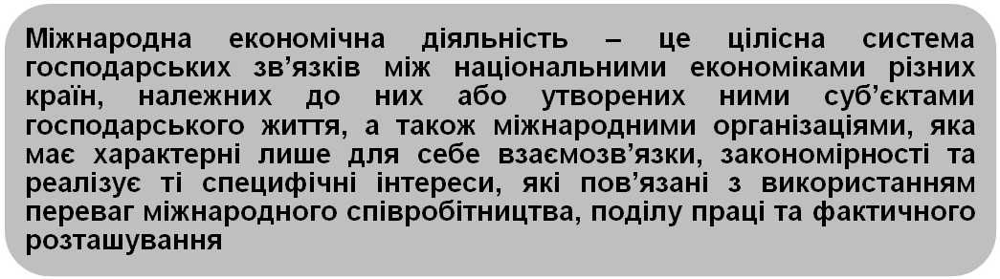 Міжнародна економічна діяльність – це цілісна система
господарських зв’язків між національними економіками різних
країн, належних до них або утворених ними суб’єктами
господарського життя, а також міжнародними організаціями, яка
має характерні лише для себе взаємозв’язки, закономірності та
реалізує ті специфічні інтереси, які пов’язані з використанням
переваг міжнародного співробітництва, поділу праці та фактичного
розташування